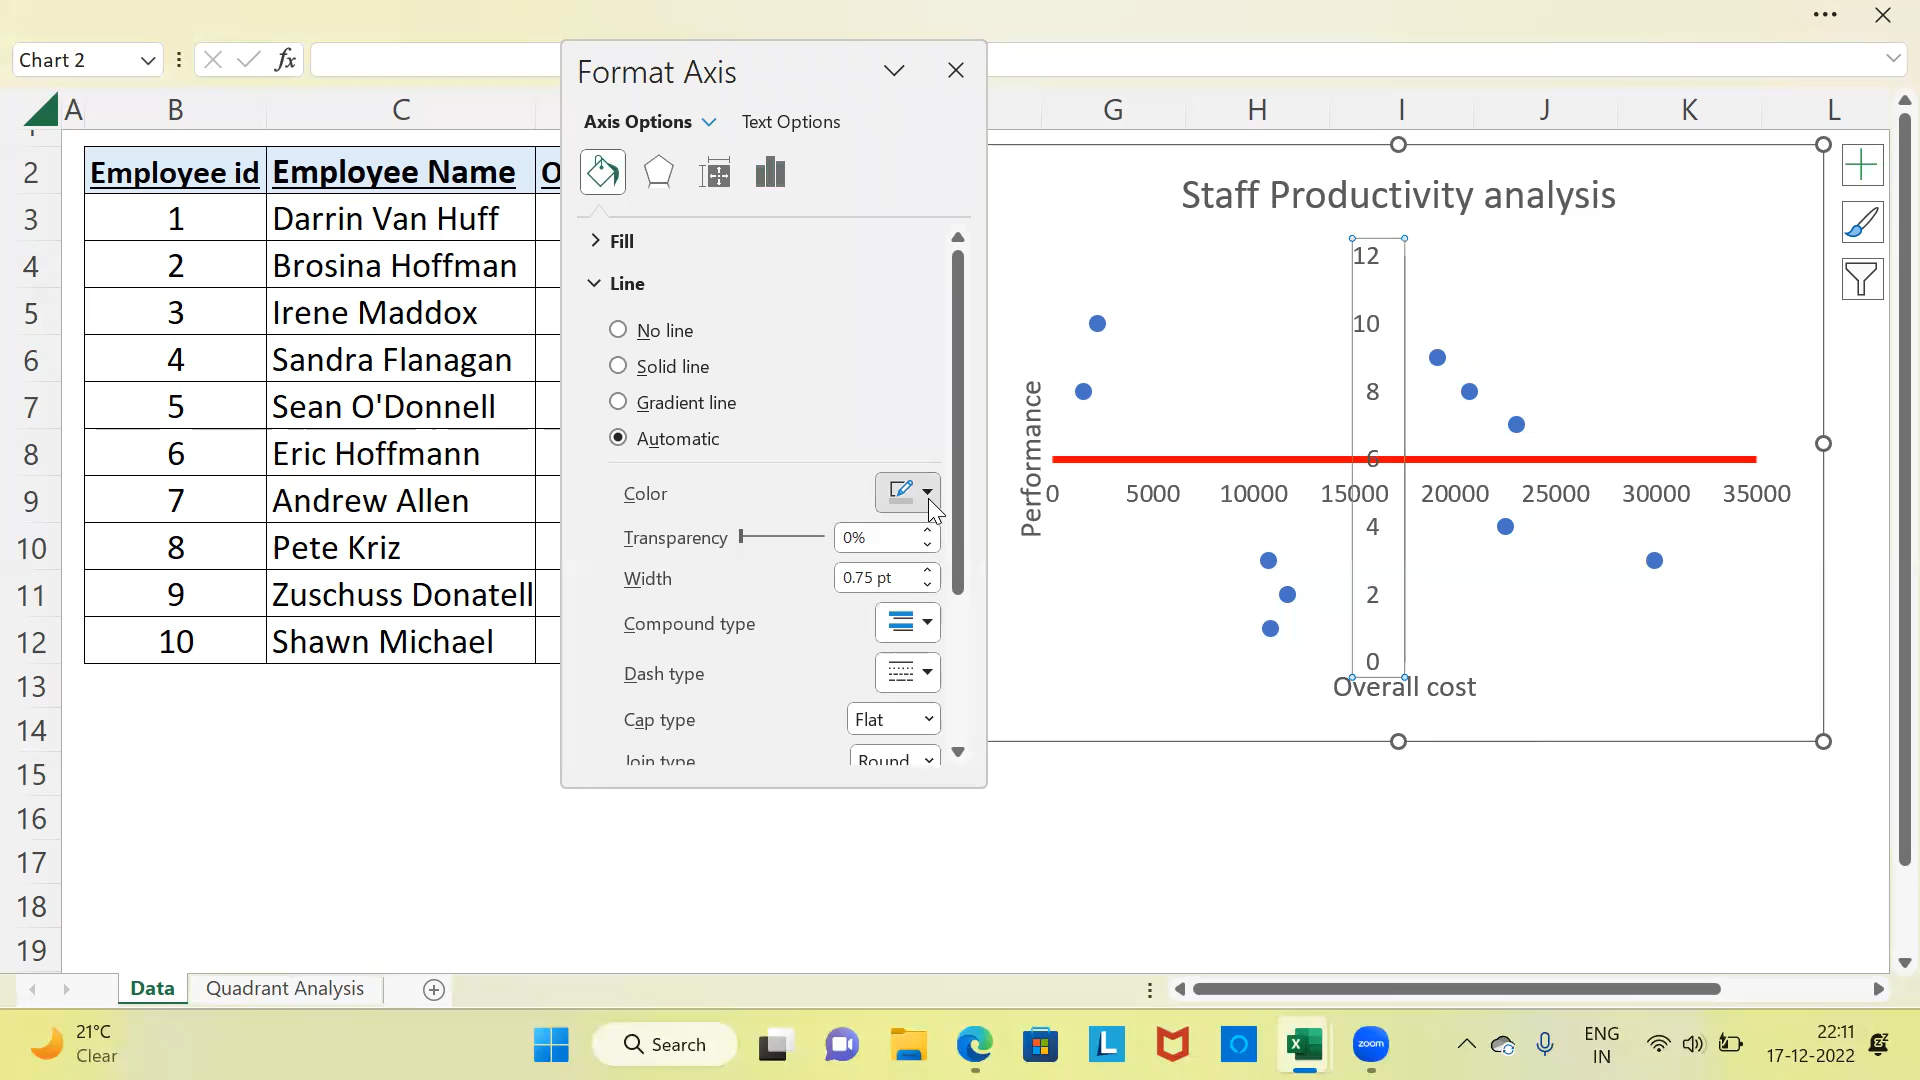 Chart 2
fx
Format Axis
Axis Options
Text Options
A B C G H I J K L
2 Employee id Employee Name O
3 1 Darrin Van Huff
4 2 Brosina Hoffman
5 3 Irene Maddox
6 4 Sandra Flanagan
7 5 Sean O'Donnell
8 6 Eric Hoffmann
9 7 Andrew Allen
10 8 Pete Kriz
11 9 Zuschuss Donatell
12 10 Shawn Michael
13
14
15
16
17
18
19
Fill
Line
No line
Solid line
Gradient line
Automatic
Color
Transparency 0%
Width 0.75 pt
Compound type
Dash type
Cap type Flat
Join type Round
Staff Productivity analysis
12
10
8
6
0 5000 10000 15000 20000 25000 30000 35000
4
2
0
Performance
Overall cost
Data Quadrant Analysis
21°C
Clear
Search
L
zoom
ENG
IN
22:11
17-12-2022